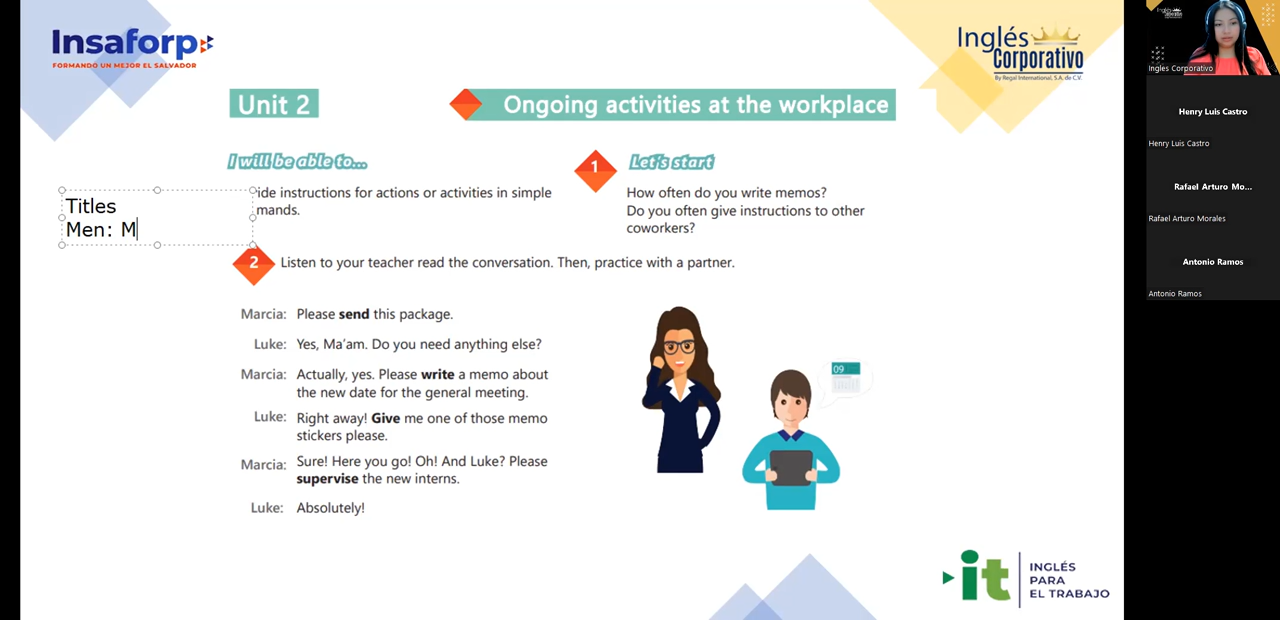 Insaforp
FORMANDO UN MEJOR EL SALVADOR
Inglés
Corporativo
By Regal International, S.A. de C.V.
Unit 2
Ongoing activities at the workplace
I will be able to...
ide instructions for actions or activities in simple
mands.
Titles
Men: M
1
Let's start
How often do you write memos?
Do you often give instructions to other
coworkers?
2
Listen to your teacher read the conversation. Then, practice with a partner.
Marcia: Please send this package.
Luke: Yes, Ma'am. Do you need anything else?
Marcia: Actually, yes. Please write a memo about
the new date for the general meeting.
Luke: Right away! Give me one of those memo
stickers please.
Marcia: Sure! Here you go! Oh! And Luke? Please
supervise the new interns.
Luke: Absolutely!
09
it
INGLÉS
PARA
EL TRABAJO
Ingles Corporativo
Henry Luis Castro
Henry Luis Castro
Rafael Arturo Mo...
Rafael Arturo Morales
Antonio Ramos
Antonio Ramos